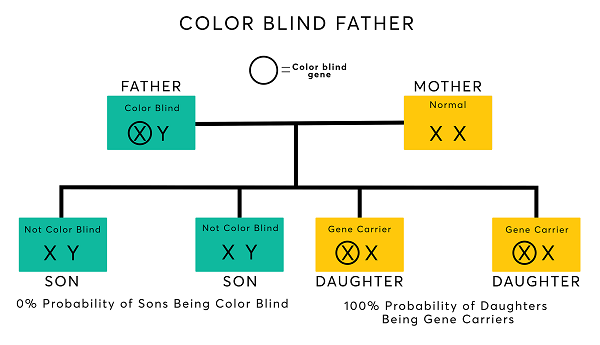 COLOR BLIND FATHER
= Color blind
gene
FATHER
MOTHER
Color Blind
X Y
Normal
X X
Not Color Blind
X Y
Not Color Blind
X Y
Gene Carrier
X X
Gene Carrier
X X
SON
SON
DAUGHTER
DAUGHTER
0% Probability of Sons Being Color Blind
100% Probability of Daughters
Being Gene Carriers